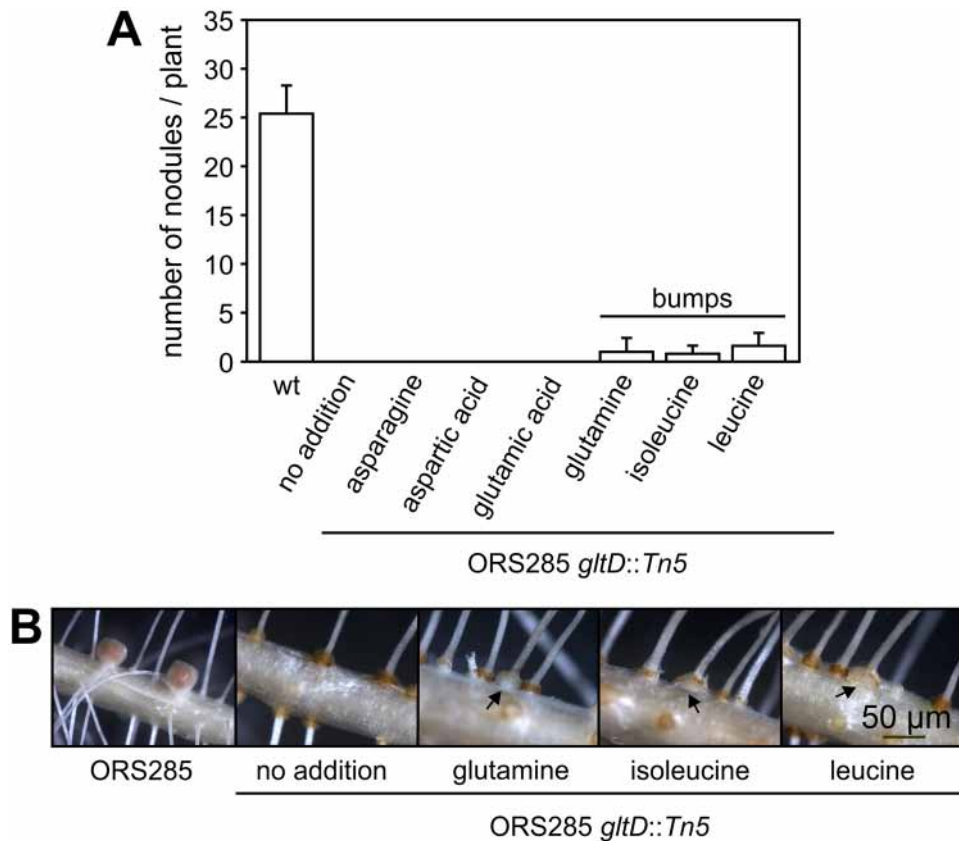 A
number of nodules / plant
35
30
25
20
15
10
5
0
bumps
wt
no addition
asparagine
aspartic acid
glutamic acid
glutamine
isoleucine
leucine
ORS285 gltD::Tn5
B
50 µm
ORS285
no addition
glutamine
isoleucine
leucine
ORS285 gltD::Tn5